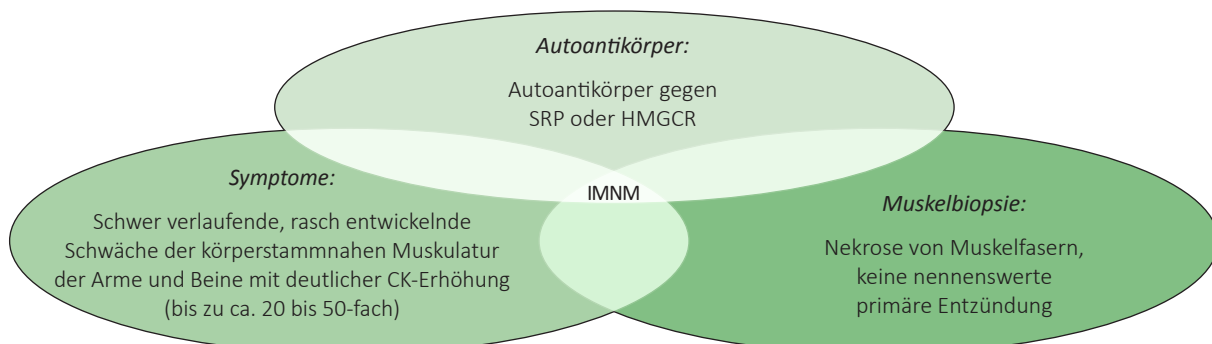 Autoantikörper:
Autoantikörper gegen
SRP oder HMGCR
Symptome:
Schwer verlaufende, rasch entwickelnde
Schwäche der körperstammnahen Muskulatur
der Arme und Beine mit deutlicher CK-Erhöhung
(bis zu ca. 20 bis 50-fach)
IMNM
Muskelbiopsie:
Nekrose von Muskelfasern,
keine nennenswerte
primäre Entzündung